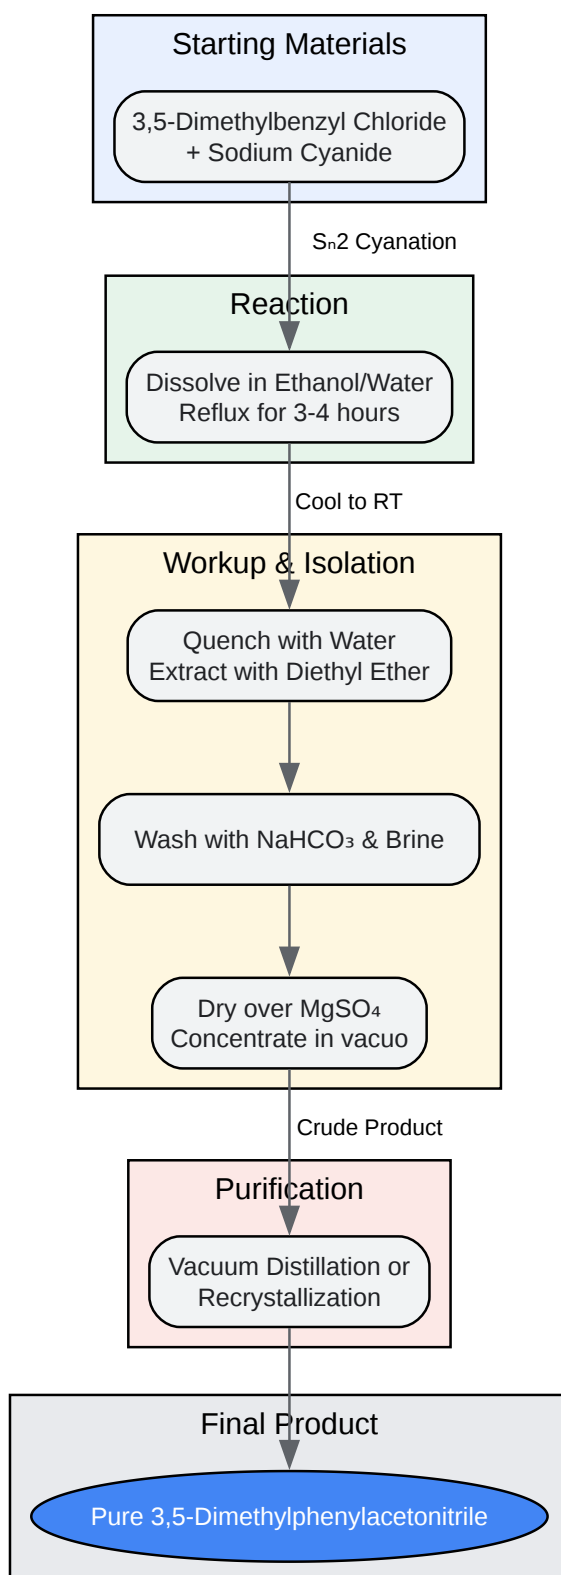 Starting Materials
3,5-Dimethylbenzyl Chloride
+ Sodium Cyanide
Sₙ2 Cyanation
Reaction
Dissolve in Ethanol/Water
Reflux for 3-4 hours
Cool to RT
Workup & Isolation
Quench with Water
Extract with Diethyl Ether
Wash with NaHCO₃ & Brine
Dry over MgSO₄
Concentrate in vacuo
Crude Product
Purification
Vacuum Distillation or
Recrystallization
Final Product
Pure 3,5-Dimethylphenylacetonitrile